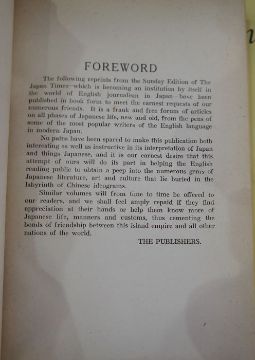 FOREWORD
The following reprints from the Sunday Edition of The
Japan Times which is becoming an institution by itself in
the world of English journalism in Japan have been
published in book form to meet the earnest requests of our
numerous friends. It is a frank and free forum of articles
on all phases of Japanese life, new and old, from the pens of
some of the most popular writers of the English language
in modern Japan.
No pains have been spared to make this publication both
interesting as well as instructive in its interpretation of Japan
and things Japanese, and it is our earnest desire that this
attempt of ours will do its part in helping the English
reading public to obtain a peep into the numerous gems of
Japanese literature, art and culture that lie buried in the
labyrinth of Chinese ideograms.
Similar volumes will from time to time be offered to
our readers, and we shall feel amply repaid if they find
appreciation at their hands or help them know more of
Japanese life, manners and customs, thus cementing the
bonds of friendship between this island empire and all other
nations of the world.
THE PUBLISHERS.